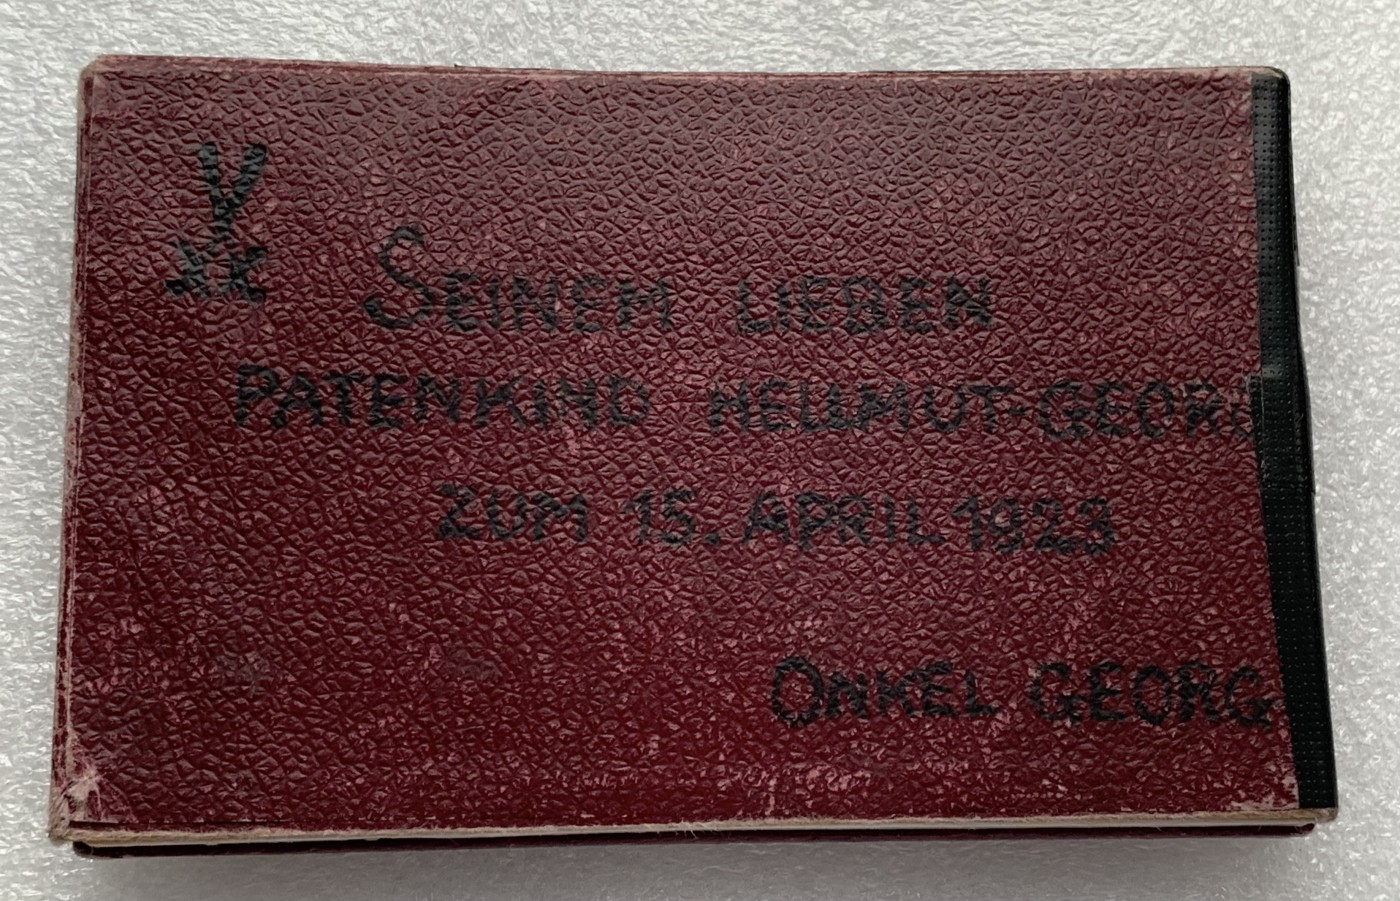 SEINEM LIEBEN
PATENKIND HELLMUT-GEORG
ZUM 15. APRIL 1923
ONKEL GEORG